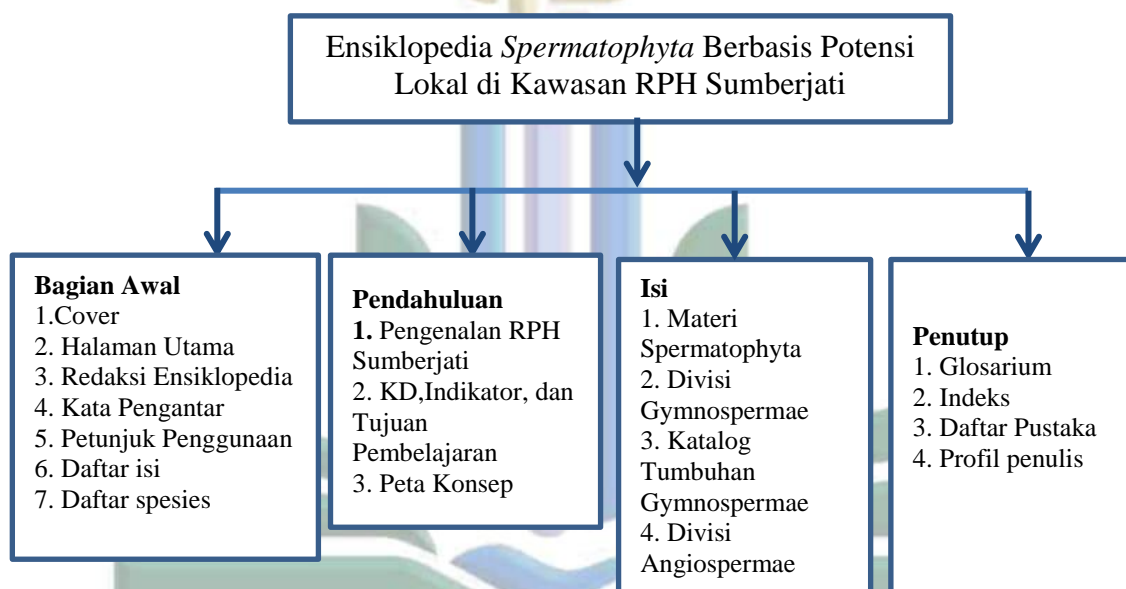 Ensiklopedia Spermatophyta Berbasis Potensi
Lokal di Kawasan RPH Sumberjati
Bagian Awal
1.Cover
2. Halaman Utama
3. Redaksi Ensiklopedia
4. Kata Pengantar
5. Petunjuk Penggunaan
6. Daftar isi
7. Daftar spesies
Pendahuluan
1. Pengenalan RPH
Sumberjati
2. KD,Indikator, dan
Tujuan
Pembelajaran
3. Peta Konsep
Isi
1. Materi
Spermatophyta
2. Divisi
Gymnospermae
3. Katalog
Tumbuhan
Gymnospermae
4. Divisi
Angiospermae
Penutup
1. Glosarium
2. Indeks
3. Daftar Pustaka
4. Profil penulis